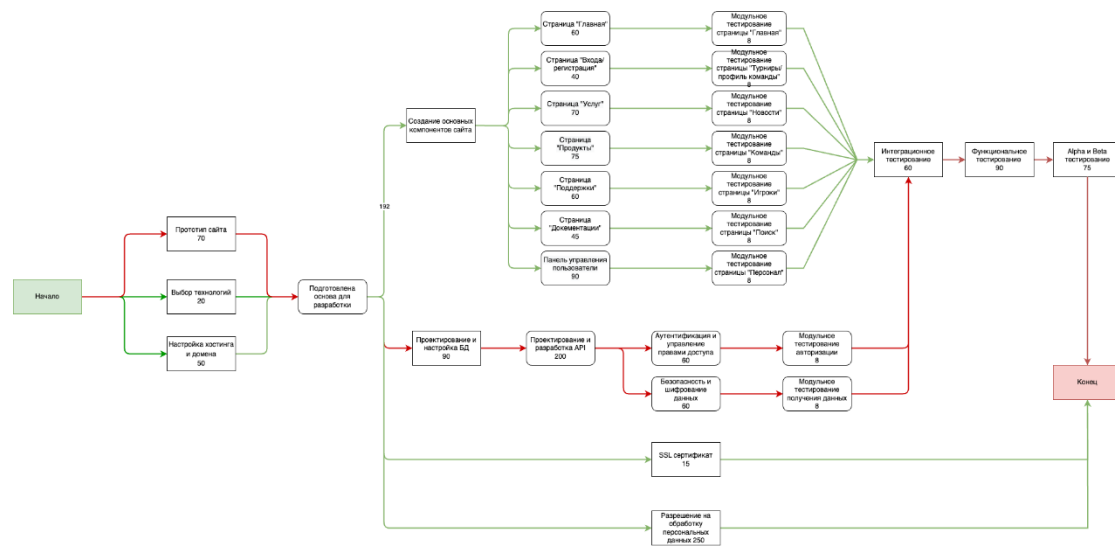 Начало
Прототип сайта
70
Выбор технологий
20
Настройка хостинга
и домена
50
Подготовлена
основа для
разработки
192
Создание основных
компонентов сайта
Страница "Главная"
60
Страница "Входа/
регистрация"
40
Страница "Услуг"
70
Страница
"Продукты"
75
Страница
"Поддержки"
60
Страница
"Докементации"
45
Панель управления
пользователи
90
Модульное
тестирование
страницы "Главная"
8
Модульное
тестирование
страницы "Турниры/
профиль команды"
8
Модульное
тестирование
страницы "Новости"
8
Модульное
тестирование
страницы "Команды"
8
Модульное
тестирование
страницы "Игроки"
8
Модульное
тестирование
страницы "Поиск"
8
Модульное
тестирование
страницы "Персонал"
8
Проектирование и
настройка БД
90
Проектирование и
разработка API
200
Аутентификация и
управление
правами доступа
60
Безопасность и
шифрование
данных
60
Модульное
тестирование
авторизации
8
Модульное
тестирование
получения данных
8
SSL сертификат
15
Разрешение на
обработку
персональных
данных 250
Интеграционное
тестирование
60
Функциональное
тестирование
90
Alpha и Beta
тестирование
75
Конец